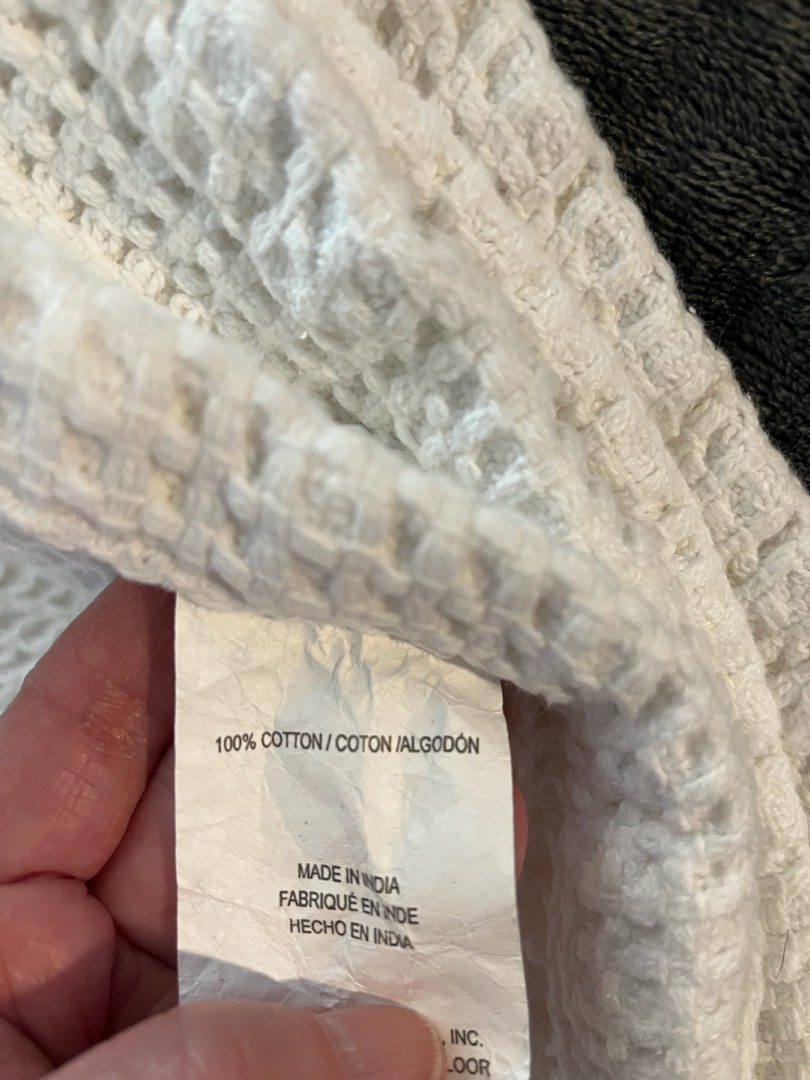 100% COTTON / COTON /ALGODÓN
MADE IN INDIA
FABRIQUÉ EN INDE
HECHO EN INDIA
, INC.
LOOR